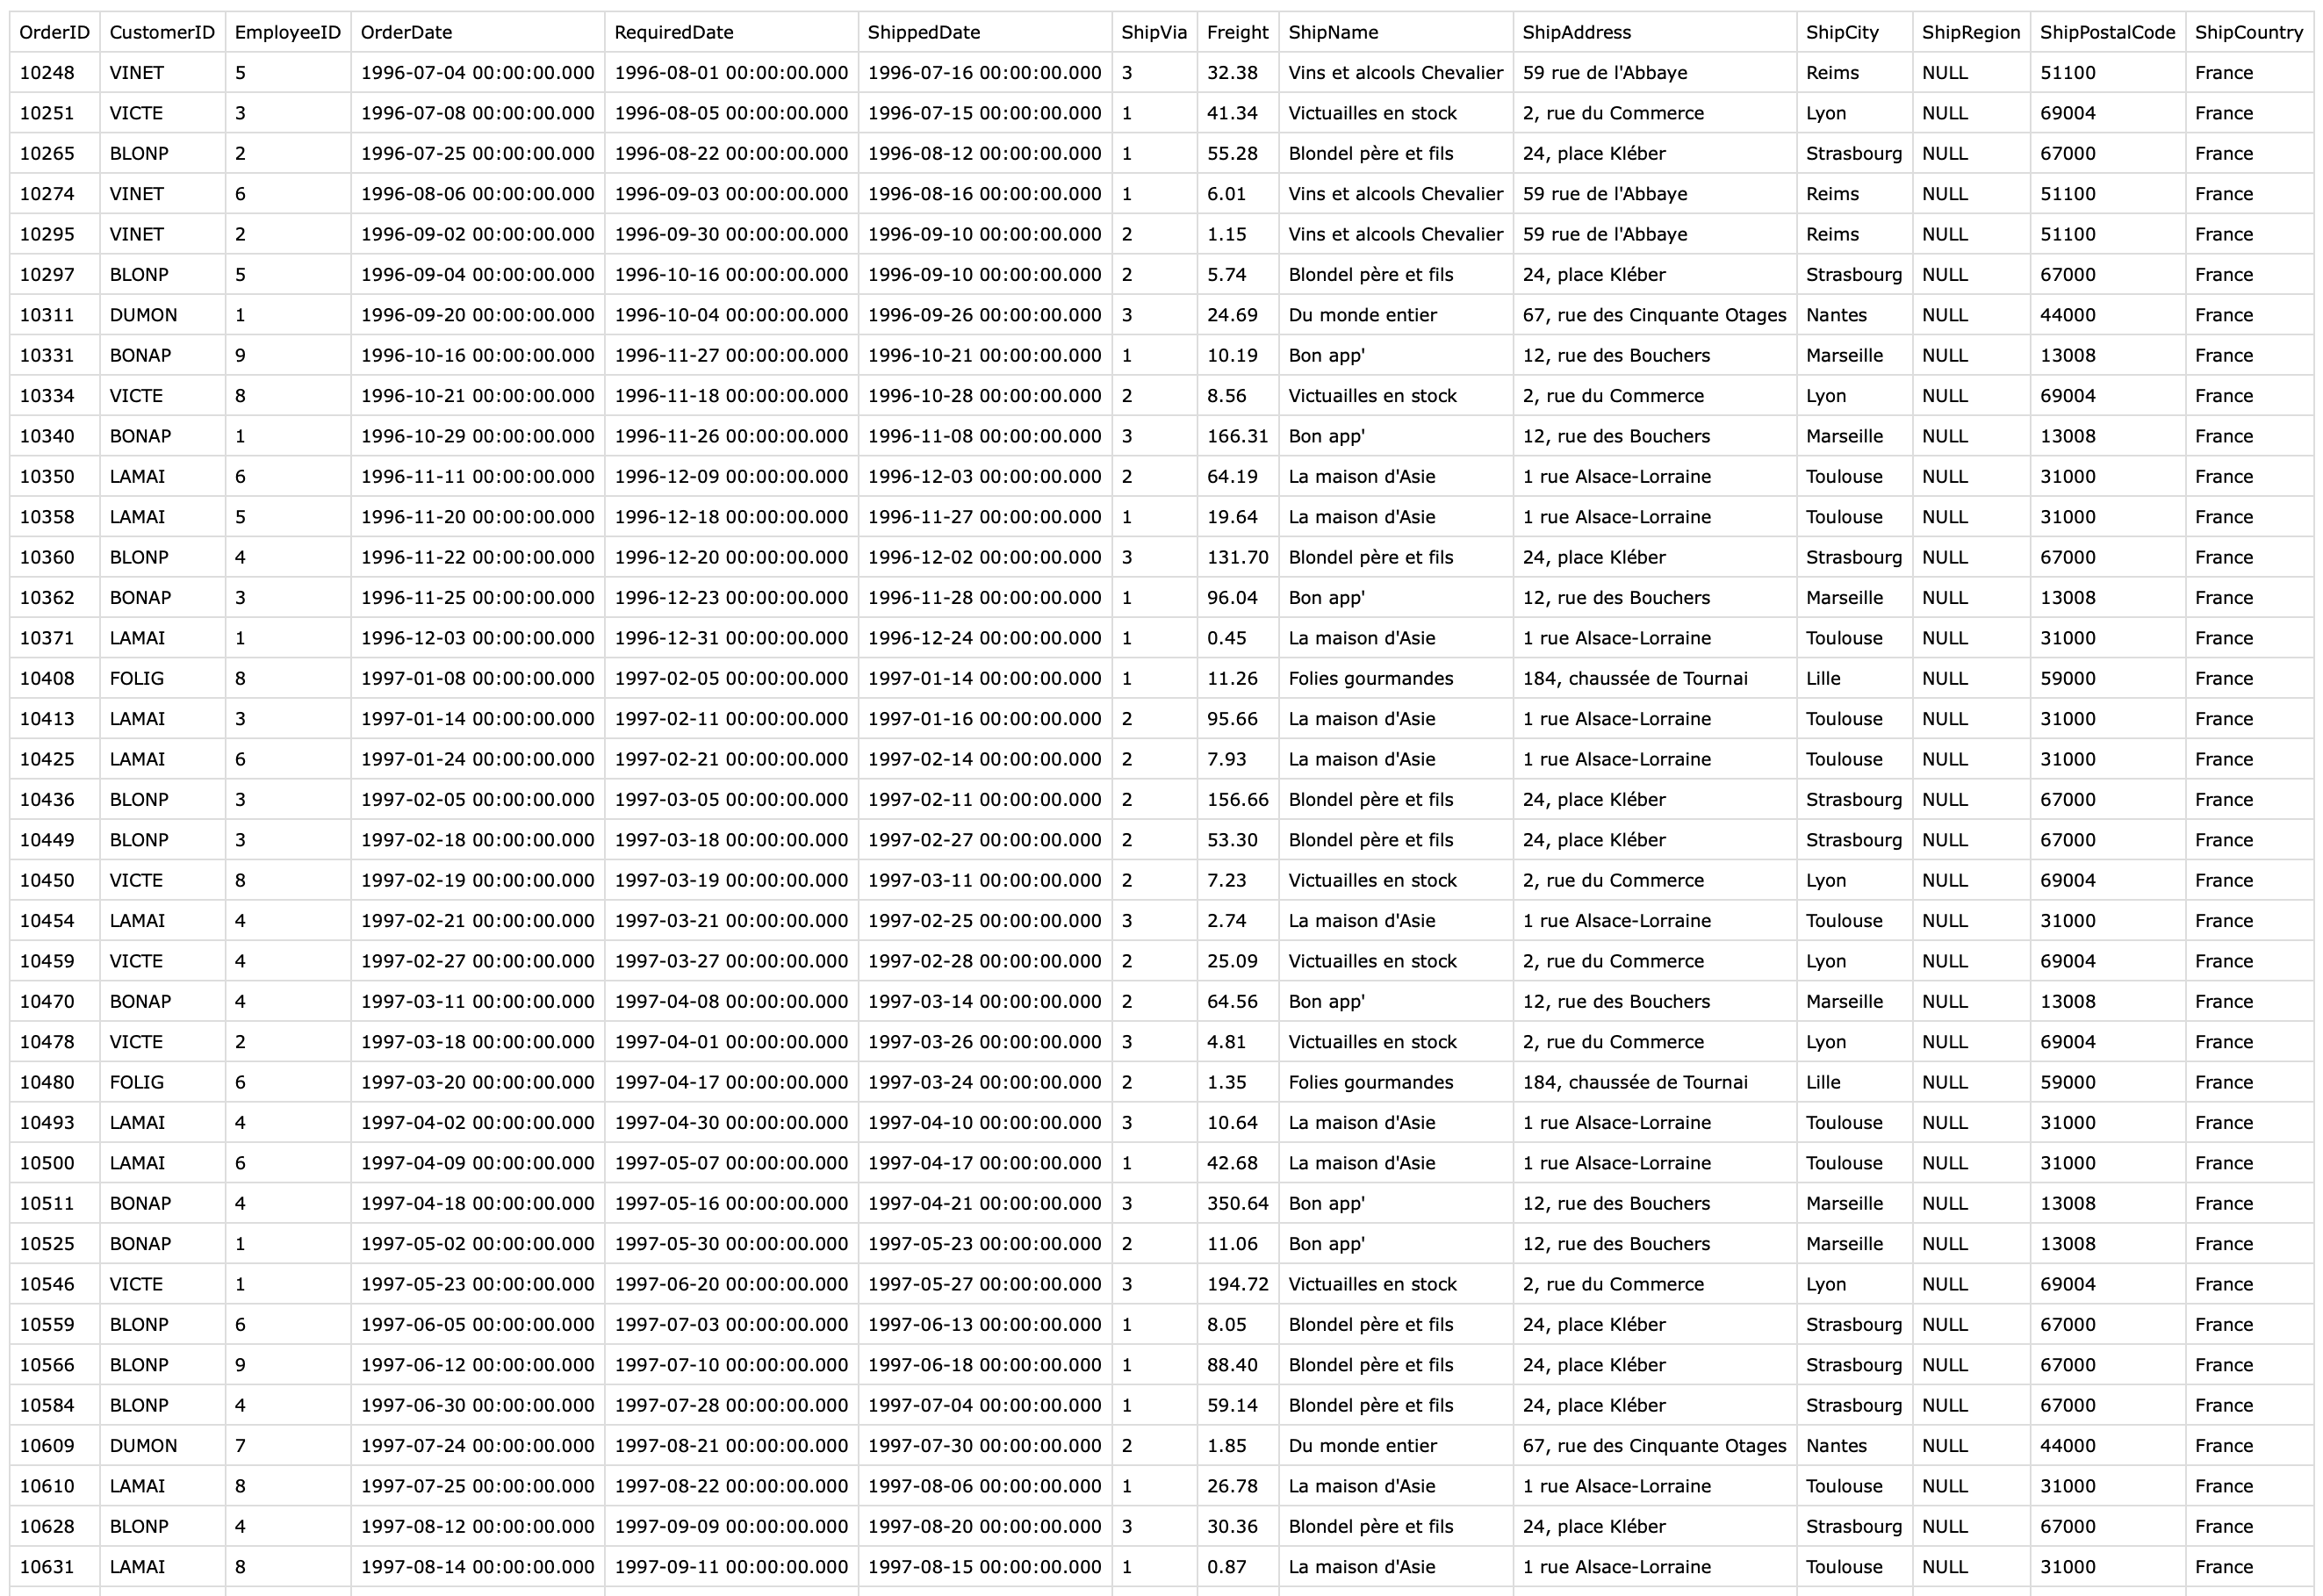 OrderID CustomerID EmployeeID OrderDate RequiredDate ShippedDate ShipVia Freight ShipName ShipAddress ShipCity ShipRegion ShipPostalCode ShipCountry
10248 VINET 5 1996-07-04 00:00:00.000 1996-08-01 00:00:00.000 1996-07-16 00:00:00.000 3 32.38 Vins et alcools Chevalier 59 rue de l'Abbaye Reims NULL 51100 France
10251 VICTE 3 1996-07-08 00:00:00.000 1996-08-05 00:00:00.000 1996-07-15 00:00:00.000 1 41.34 Victuailles en stock 2, rue du Commerce Lyon NULL 69004 France
10265 BLONP 2 1996-07-25 00:00:00.000 1996-08-22 00:00:00.000 1996-08-12 00:00:00.000 1 55.28 Blondel père et fils 24, place Kléber Strasbourg NULL 67000 France
10274 VINET 6 1996-08-06 00:00:00.000 1996-09-03 00:00:00.000 1996-08-16 00:00:00.000 1 6.01 Vins et alcools Chevalier 59 rue de l'Abbaye Reims NULL 51100 France
10295 VINET 2 1996-09-02 00:00:00.000 1996-09-30 00:00:00.000 1996-09-10 00:00:00.000 2 1.15 Vins et alcools Chevalier 59 rue de l'Abbaye Reims NULL 51100 France
10297 BLONP 5 1996-09-04 00:00:00.000 1996-10-16 00:00:00.000 1996-09-10 00:00:00.000 2 5.74 Blondel père et fils 24, place Kléber Strasbourg NULL 67000 France
10311 DUMON 1 1996-09-20 00:00:00.000 1996-10-04 00:00:00.000 1996-09-26 00:00:00.000 3 24.69 Du monde entier 67, rue des Cinquante Otages Nantes NULL 44000 France
10331 BONAP 9 1996-10-16 00:00:00.000 1996-11-27 00:00:00.000 1996-10-21 00:00:00.000 1 10.19 Bon app' 12, rue des Bouchers Marseille NULL 13008 France
10334 VICTE 8 1996-10-21 00:00:00.000 1996-11-18 00:00:00.000 1996-10-28 00:00:00.000 2 8.56 Victuailles en stock 2, rue du Commerce Lyon NULL 69004 France
10340 BONAP 1 1996-10-29 00:00:00.000 1996-11-26 00:00:00.000 1996-11-08 00:00:00.000 3 166.31 Bon app' 12, rue des Bouchers Marseille NULL 13008 France
10350 LAMAI 6 1996-11-11 00:00:00.000 1996-12-09 00:00:00.000 1996-12-03 00:00:00.000 2 64.19 La maison d'Asie 1 rue Alsace-Lorraine Toulouse NULL 31000 France
10358 LAMAI 5 1996-11-20 00:00:00.000 1996-12-18 00:00:00.000 1996-11-27 00:00:00.000 1 19.64 La maison d'Asie 1 rue Alsace-Lorraine Toulouse NULL 31000 France
10360 BLONP 4 1996-11-22 00:00:00.000 1996-12-20 00:00:00.000 1996-12-02 00:00:00.000 3 131.70 Blondel père et fils 24, place Kléber Strasbourg NULL 67000 France
10362 BONAP 3 1996-11-25 00:00:00.000 1996-12-23 00:00:00.000 1996-11-28 00:00:00.000 1 96.04 Bon app' 12, rue des Bouchers Marseille NULL 13008 France
10371 LAMAI 1 1996-12-03 00:00:00.000 1996-12-31 00:00:00.000 1996-12-24 00:00:00.000 1 0.45 La maison d'Asie 1 rue Alsace-Lorraine Toulouse NULL 31000 France
10408 FOLIG 8 1997-01-08 00:00:00.000 1997-02-05 00:00:00.000 1997-01-14 00:00:00.000 1 11.26 Folies gourmandes 184, chaussée de Tournai Lille NULL 59000 France
10413 LAMAI 3 1997-01-14 00:00:00.000 1997-02-11 00:00:00.000 1997-01-16 00:00:00.000 2 95.66 La maison d'Asie 1 rue Alsace-Lorraine Toulouse NULL 31000 France
10425 LAMAI 6 1997-01-24 00:00:00.000 1997-02-21 00:00:00.000 1997-02-14 00:00:00.000 2 7.93 La maison d'Asie 1 rue Alsace-Lorraine Toulouse NULL 31000 France
10436 BLONP 3 1997-02-05 00:00:00.000 1997-03-05 00:00:00.000 1997-02-11 00:00:00.000 2 156.66 Blondel père et fils 24, place Kléber Strasbourg NULL 67000 France
10449 BLONP 3 1997-02-18 00:00:00.000 1997-03-18 00:00:00.000 1997-02-27 00:00:00.000 2 53.30 Blondel père et fils 24, place Kléber Strasbourg NULL 67000 France
10450 VICTE 8 1997-02-19 00:00:00.000 1997-03-19 00:00:00.000 1997-03-11 00:00:00.000 2 7.23 Victuailles en stock 2, rue du Commerce Lyon NULL 69004 France
10454 LAMAI 4 1997-02-21 00:00:00.000 1997-03-21 00:00:00.000 1997-02-25 00:00:00.000 3 2.74 La maison d'Asie 1 rue Alsace-Lorraine Toulouse NULL 31000 France
10459 VICTE 4 1997-02-27 00:00:00.000 1997-03-27 00:00:00.000 1997-02-28 00:00:00.000 2 25.09 Victuailles en stock 2, rue du Commerce Lyon NULL 69004 France
10470 BONAP 4 1997-03-11 00:00:00.000 1997-04-08 00:00:00.000 1997-03-14 00:00:00.000 2 64.56 Bon app' 12, rue des Bouchers Marseille NULL 13008 France
10478 VICTE 2 1997-03-18 00:00:00.000 1997-04-01 00:00:00.000 1997-03-26 00:00:00.000 3 4.81 Victuailles en stock 2, rue du Commerce Lyon NULL 69004 France
10480 FOLIG 6 1997-03-20 00:00:00.000 1997-04-17 00:00:00.000 1997-03-24 00:00:00.000 2 1.35 Folies gourmandes 184, chaussée de Tournai Lille NULL 59000 France
10493 LAMAI 4 1997-04-02 00:00:00.000 1997-04-30 00:00:00.000 1997-04-10 00:00:00.000 3 10.64 La maison d'Asie 1 rue Alsace-Lorraine Toulouse NULL 31000 France
10500 LAMAI 6 1997-04-09 00:00:00.000 1997-05-07 00:00:00.000 1997-04-17 00:00:00.000 1 42.68 La maison d'Asie 1 rue Alsace-Lorraine Toulouse NULL 31000 France
10511 BONAP 4 1997-04-18 00:00:00.000 1997-05-16 00:00:00.000 1997-04-21 00:00:00.000 3 350.64 Bon app' 12, rue des Bouchers Marseille NULL 13008 France
10525 BONAP 1 1997-05-02 00:00:00.000 1997-05-30 00:00:00.000 1997-05-23 00:00:00.000 2 11.06 Bon app' 12, rue des Bouchers Marseille NULL 13008 France
10546 VICTE 1 1997-05-23 00:00:00.000 1997-06-20 00:00:00.000 1997-05-27 00:00:00.000 3 194.72 Victuailles en stock 2, rue du Commerce Lyon NULL 69004 France
10559 BLONP 6 1997-06-05 00:00:00.000 1997-07-03 00:00:00.000 1997-06-13 00:00:00.000 1 8.05 Blondel père et fils 24, place Kléber Strasbourg NULL 67000 France
10566 BLONP 9 1997-06-12 00:00:00.000 1997-07-10 00:00:00.000 1997-06-18 00:00:00.000 1 88.40 Blondel père et fils 24, place Kléber Strasbourg NULL 67000 France
10584 BLONP 4 1997-06-30 00:00:00.000 1997-07-28 00:00:00.000 1997-07-04 00:00:00.000 1 59.14 Blondel père et fils 24, place Kléber Strasbourg NULL 67000 France
10609 DUMON 7 1997-07-24 00:00:00.000 1997-08-21 00:00:00.000 1997-07-30 00:00:00.000 2 1.85 Du monde entier 67, rue des Cinquante Otages Nantes NULL 44000 France
10610 LAMAI 8 1997-07-25 00:00:00.000 1997-08-22 00:00:00.000 1997-08-06 00:00:00.000 1 26.78 La maison d'Asie 1 rue Alsace-Lorraine Toulouse NULL 31000 France
10628 BLONP 4 1997-08-12 00:00:00.000 1997-09-09 00:00:00.000 1997-08-20 00:00:00.000 3 30.36 Blondel père et fils 24, place Kléber Strasbourg NULL 67000 France
10631 LAMAI 8 1997-08-14 00:00:00.000 1997-09-11 00:00:00.000 1997-08-15 00:00:00.000 1 0.87 La maison d'Asie 1 rue Alsace-Lorraine Toulouse NULL 31000 France